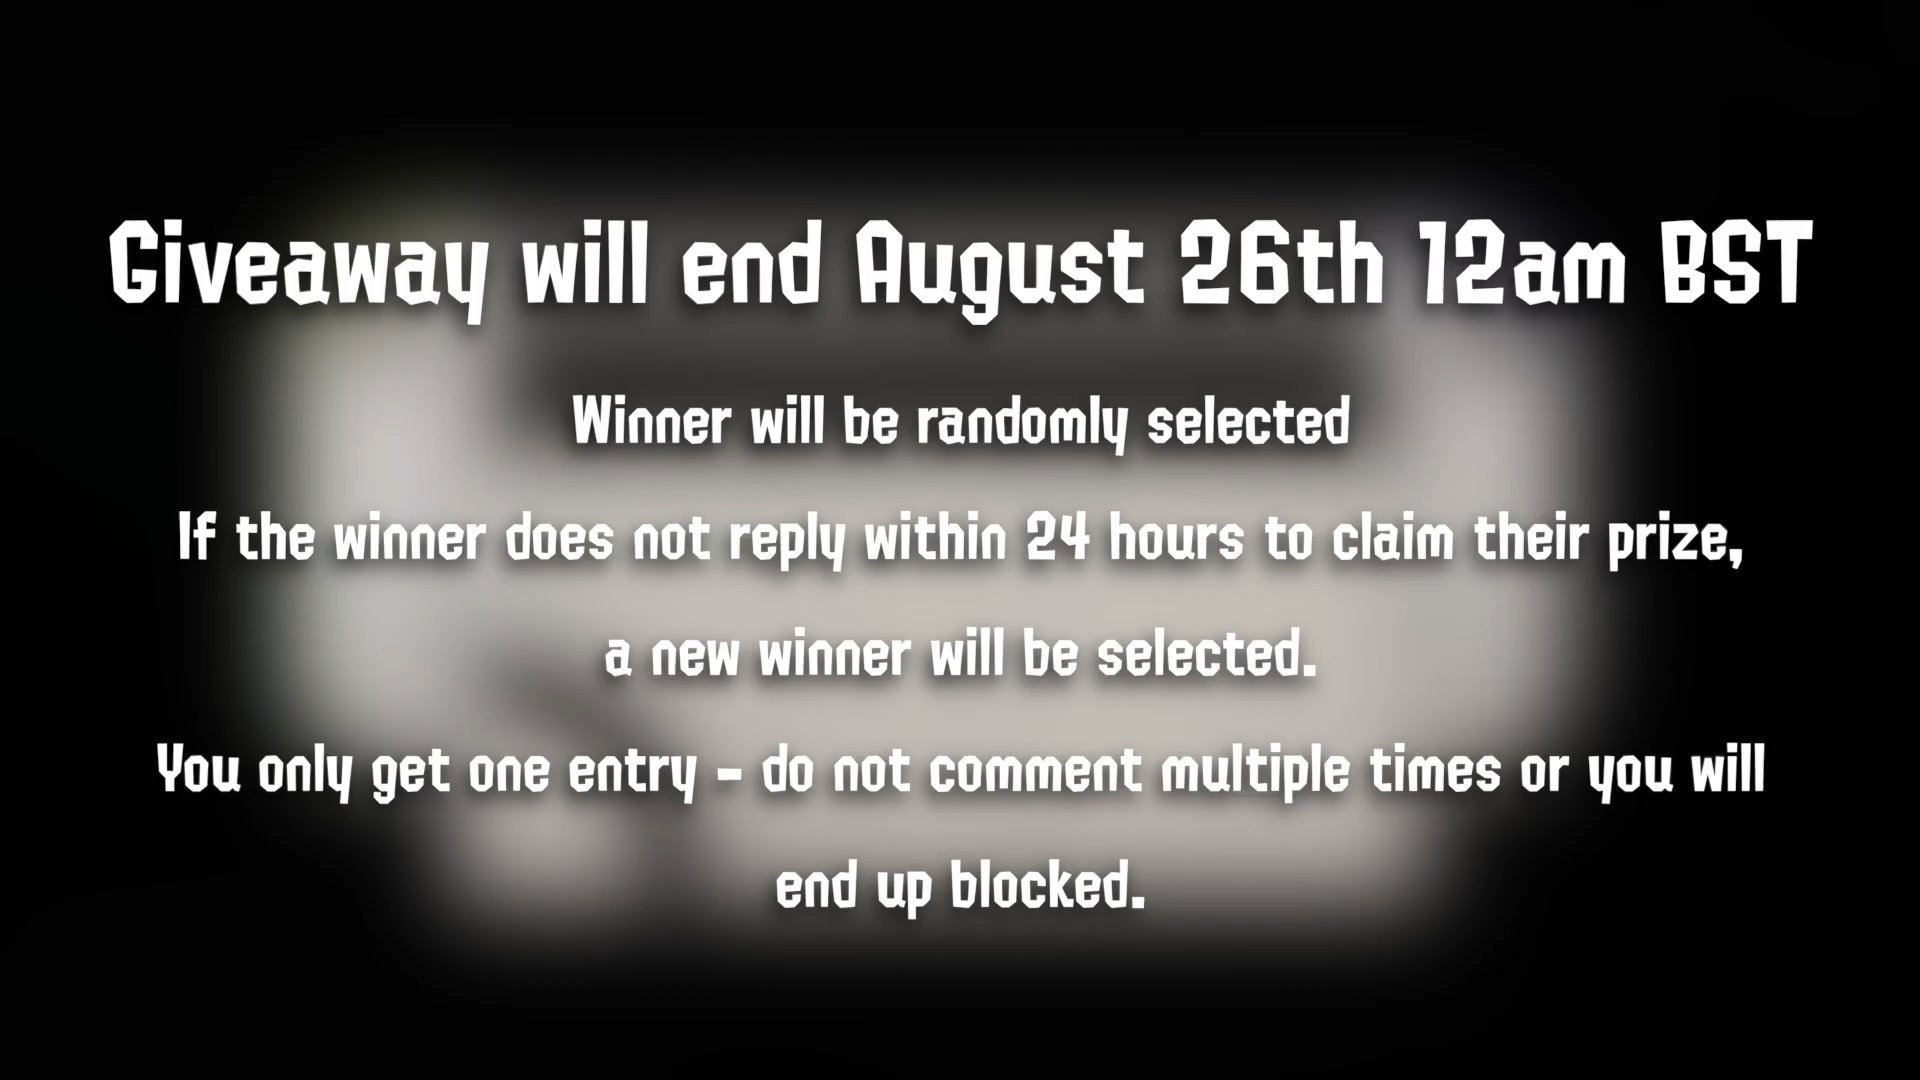 Giveaway will end August 26th 12am BST
Winner will be randomly selected
If the winner does not reply within 24 hours to claim their prize,
a new winner will be selected.
You only get one entry - do not comment multiple times or you will
end up blocked.